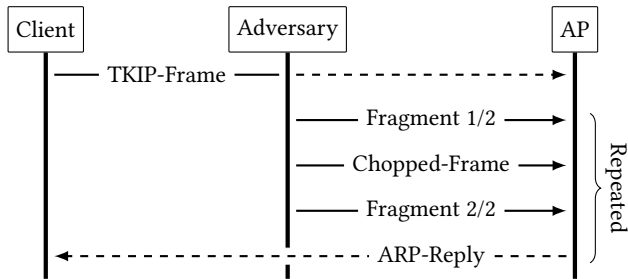 Client
Adversary
AP
TKIP-Frame
Fragment 1/2
Chopped-Frame
Fragment 2/2
ARP-Reply
Repeated